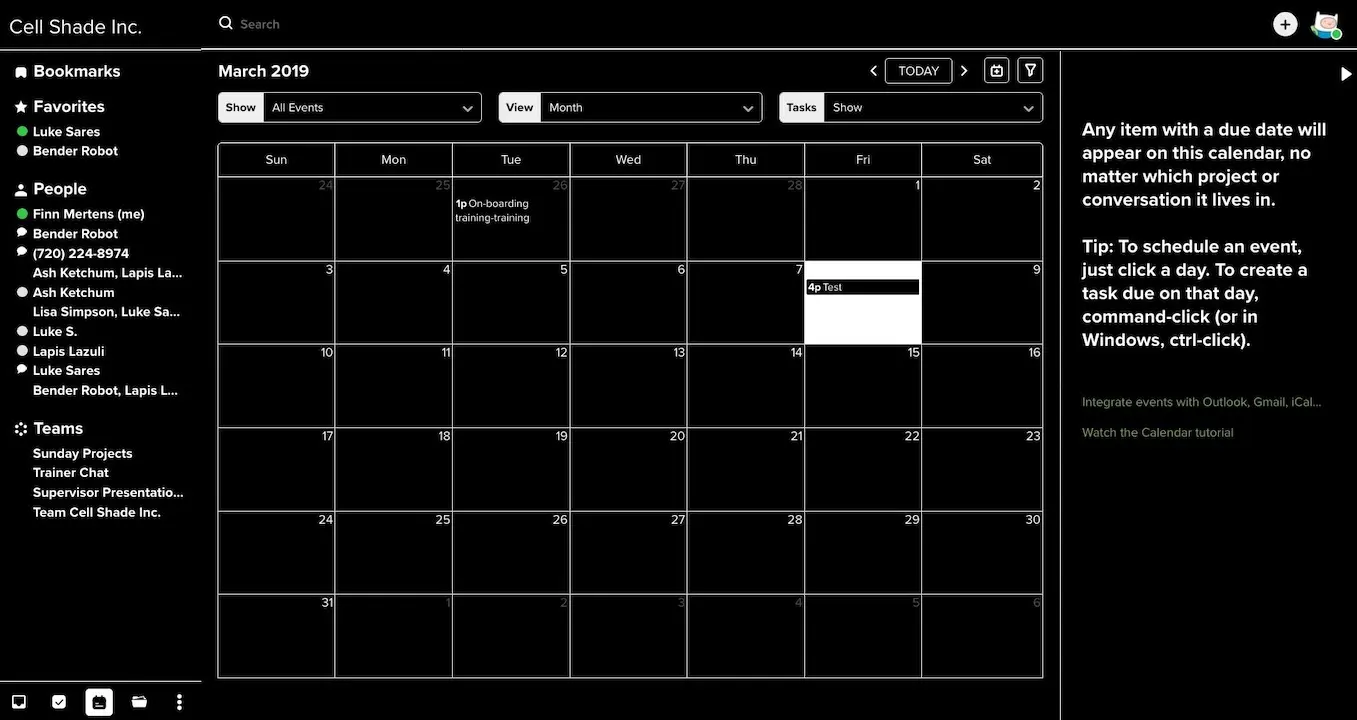 Cell Shade Inc.
Search
Bookmarks
Favorites
Luke Sares
Bender Robot
People
Finn Mertens (me)
Bender Robot
(720) 224-8974
Ash Ketchum, Lapis La...
Ash Ketchum
Lisa Simpson, Luke Sa...
Luke S.
Lapis Lazuli
Luke Sares
Bender Robot, Lapis L...
Teams
Sunday Projects
Trainer Chat
Supervisor Presentatio...
Team Cell Shade Inc.
March 2019
TODAY
Show All Events
View Month
Tasks Show
Sun Mon Tue Wed Thu Fri Sat
24 25 26 27 28 1 2
1p On-boarding
training-training
3 4 5 6 7 9
4p Test
10 11 12 13 14 15 16
17 18 19 20 21 22 23
24 25 26 27 28 29 30
31 1 2 3 4 5 6
Any item with a due date will
appear on this calendar, no
matter which project or
conversation it lives in.
Tip: To schedule an event,
just click a day. To create a
task due on that day,
command-click (or in
Windows, ctrl-click).
Integrate events with Outlook, Gmail, iCal...
Watch the Calendar tutorial